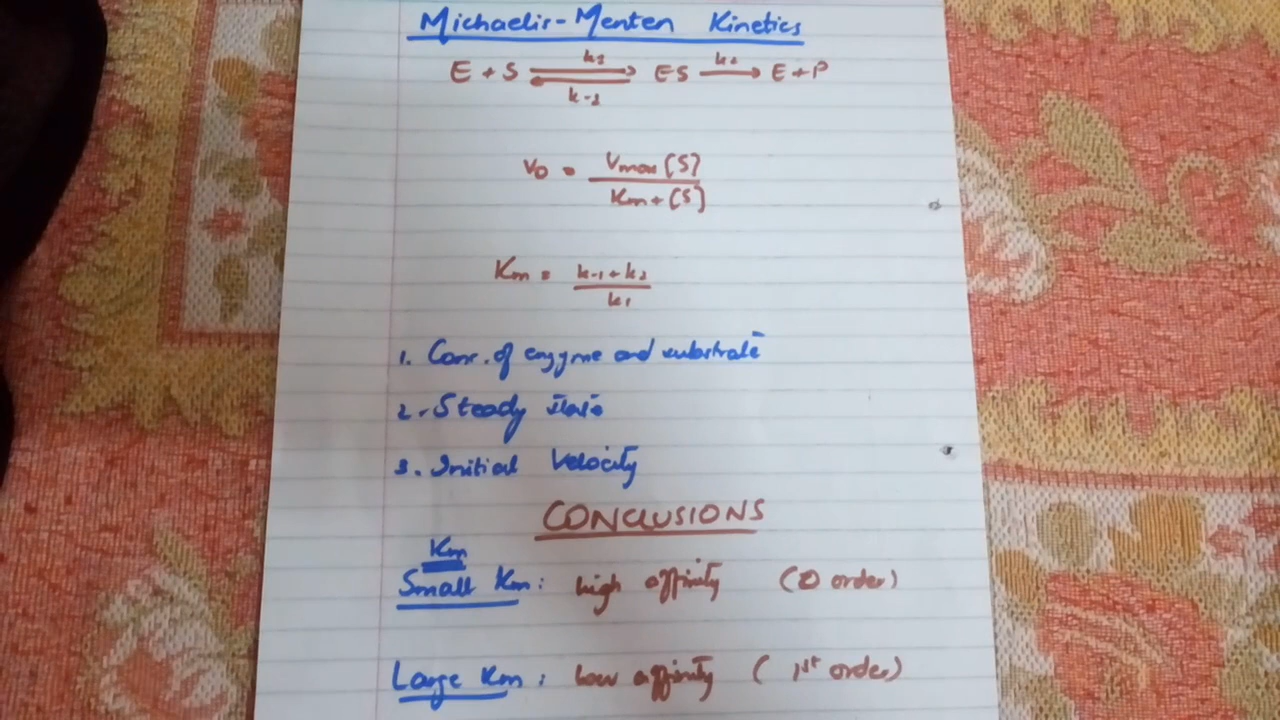 Michaelis-Menten Kinetics
k1 k2
E + S ⇌ ES → E + P
k-1
V0 = Vmax [S]
Km + [S]
Km = k-1 + k2
k1
1. Conc. of enzyme and substrate
2. Steady state
3. Initial Velocity
CONCLUSIONS
Km
Small Km: high affinity (0 order)
Large Km: low affinity (1st order)